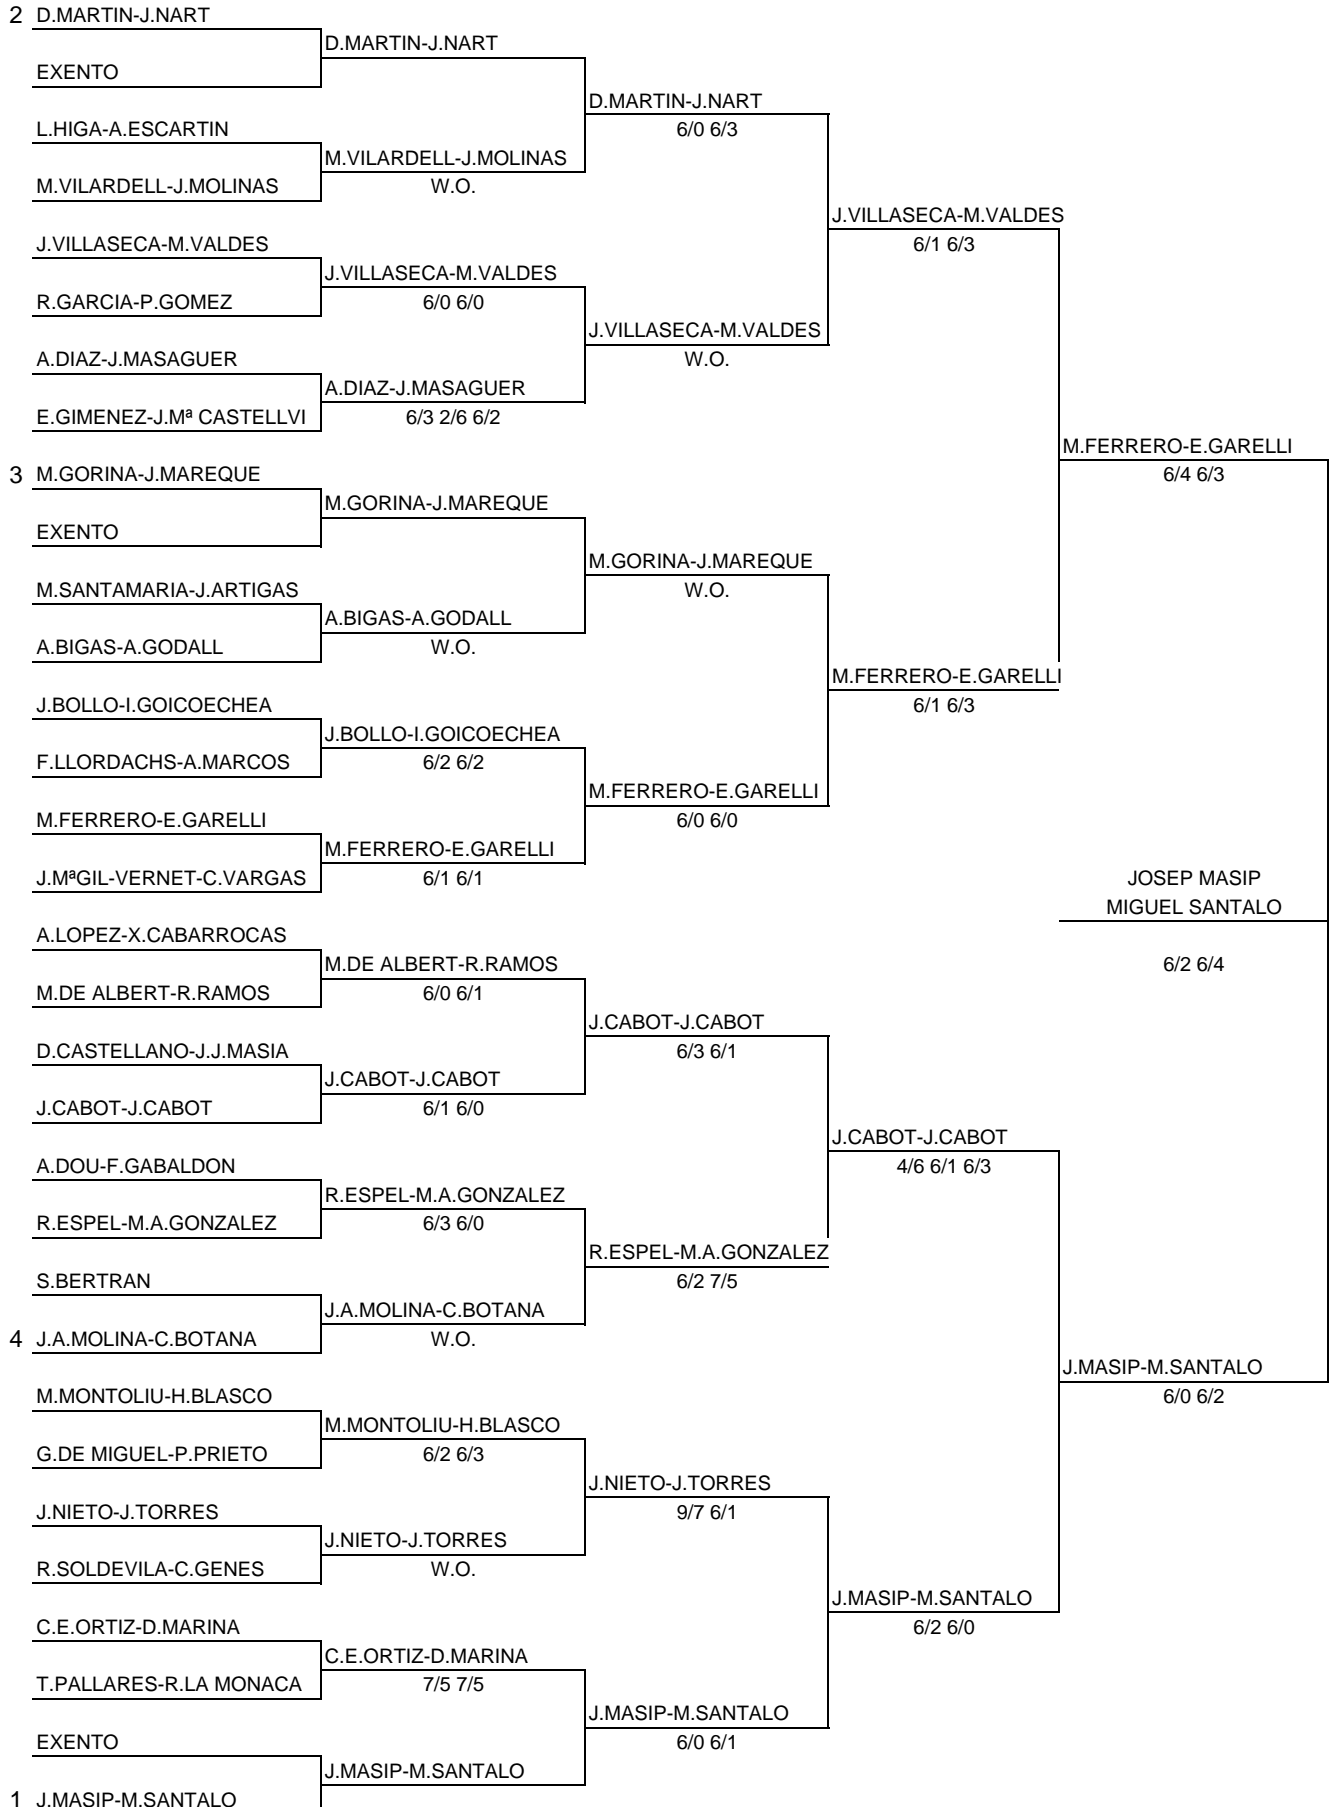 2 D.MARTIN-J.NART
D.MARTIN-J.NART
EXENTO
D.MARTIN-J.NART
L.HIGA-A.ESCARTIN
6/0 6/3
M.VILARDELL-J.MOLINAS
M.VILARDELL-J.MOLINAS
W.O.
J.VILLASECA-M.VALDES
J.VILLASECA-M.VALDES
6/1 6/3
J.VILLASECA-M.VALDES
R.GARCIA-P.GOMEZ
6/0 6/0
J.VILLASECA-M.VALDES
A.DIAZ-J.MASAGUER
W.O.
A.DIAZ-J.MASAGUER
E.GIMENEZ-J.Mª CASTELLVI
6/3 2/6 6/2
M.FERRERO-E.GARELLI
3 M.GORINA-J.MAREQUE
6/4 6/3
M.GORINA-J.MAREQUE
EXENTO
M.GORINA-J.MAREQUE
M.SANTAMARIA-J.ARTIGAS
W.O.
A.BIGAS-A.GODALL
A.BIGAS-A.GODALL
W.O.
M.FERRERO-E.GARELLI
J.BOLLO-I.GOICOECHEA
6/1 6/3
J.BOLLO-I.GOICOECHEA
F.LLORDACHS-A.MARCOS
6/2 6/2
M.FERRERO-E.GARELLI
M.FERRERO-E.GARELLI
6/0 6/0
M.FERRERO-E.GARELLI
J.MªGIL-VERNET-C.VARGAS
6/1 6/1
JOSEP MASIP
MIGUEL SANTALO
A.LOPEZ-X.CABARROCAS
M.DE ALBERT-R.RAMOS
6/2 6/4
M.DE ALBERT-R.RAMOS
6/0 6/1
J.CABOT-J.CABOT
D.CASTELLANO-J.J.MASIA
6/3 6/1
J.CABOT-J.CABOT
J.CABOT-J.CABOT
6/1 6/0
J.CABOT-J.CABOT
A.DOU-F.GABALDON
4/6 6/1 6/3
R.ESPEL-M.A.GONZALEZ
R.ESPEL-M.A.GONZALEZ
6/3 6/0
R.ESPEL-M.A.GONZALEZ
S.BERTRAN
6/2 7/5
J.A.MOLINA-C.BOTANA
4 J.A.MOLINA-C.BOTANA
W.O.
J.MASIP-M.SANTALO
M.MONTOLIU-H.BLASCO
6/0 6/2
M.MONTOLIU-H.BLASCO
G.DE MIGUEL-P.PRIETO
6/2 6/3
J.NIETO-J.TORRES
J.NIETO-J.TORRES
9/7 6/1
J.NIETO-J.TORRES
R.SOLDEVILA-C.GENES
W.O.
J.MASIP-M.SANTALO
C.E.ORTIZ-D.MARINA
6/2 6/0
C.E.ORTIZ-D.MARINA
T.PALLARES-R.LA MONACA
7/5 7/5
J.MASIP-M.SANTALO
EXENTO
6/0 6/1
J.MASIP-M.SANTALO
1 J.MASIP-M.SANTALO